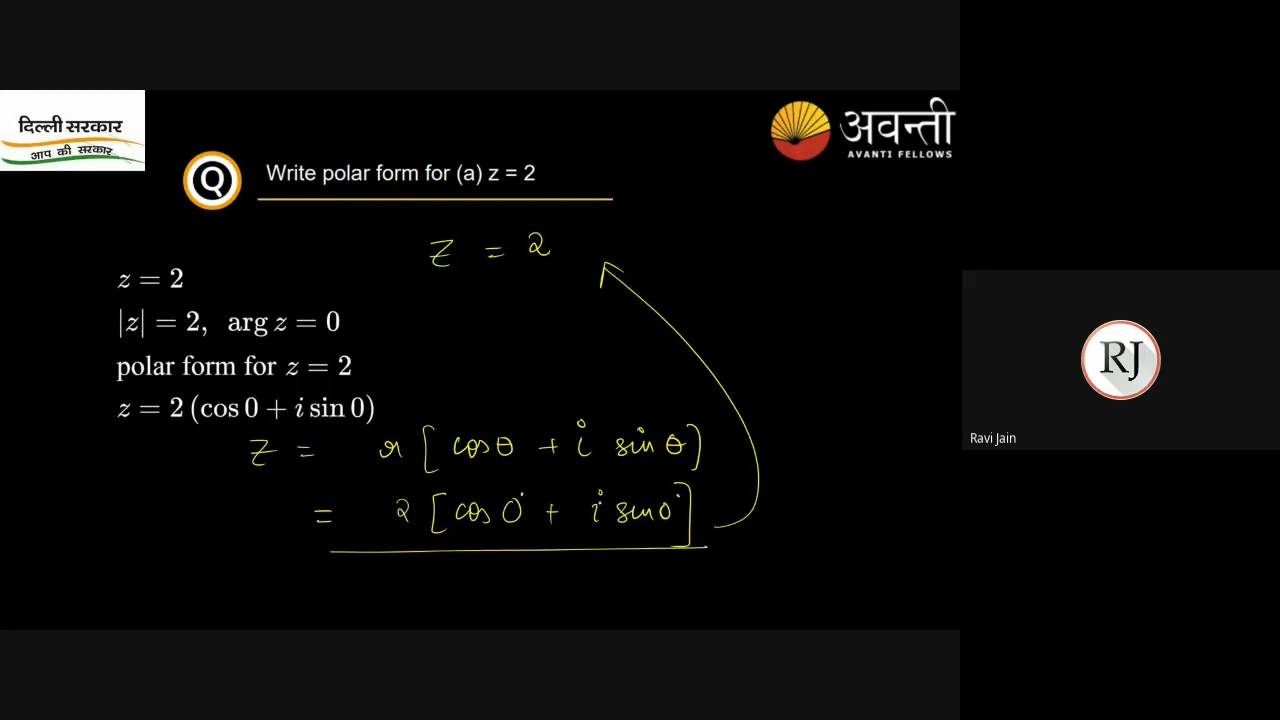 दिल्ली सरकार
आप की सरकार
अवन्ती
AVANTI FELLOWS
Q
Write polar form for (a) z = 2
z = 2
z = 2
|z| = 2, arg z = 0
polar form for z = 2
z = 2 (cos 0 + i sin 0)
z = r [cosθ + i sin θ]
= 2 [cos 0° + i sin 0°]
RJ
Ravi Jain